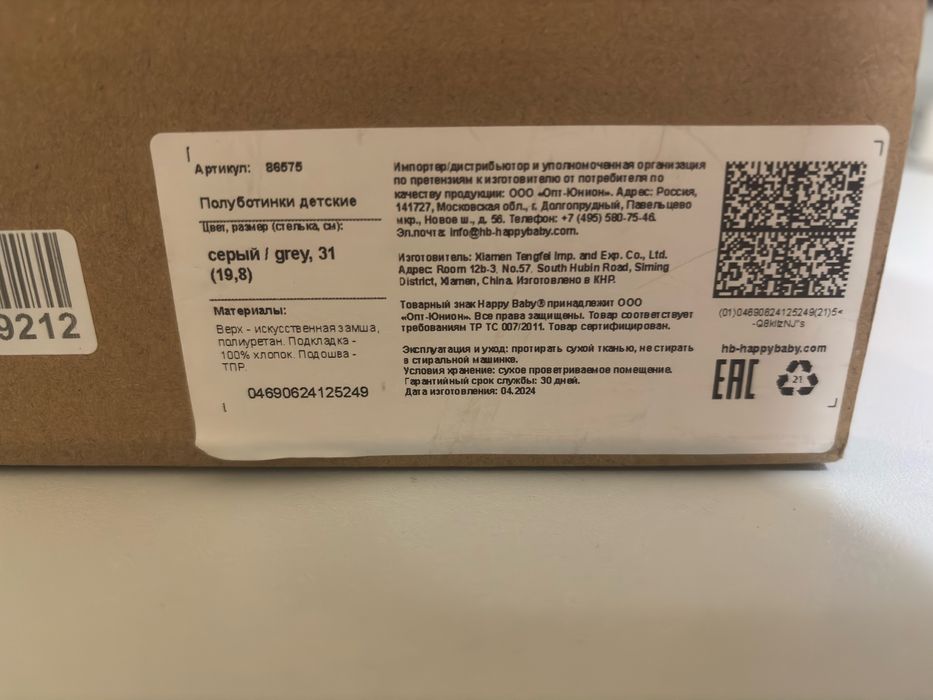 Артикул: 86575
Полуботинки детские
Цвет, размер (стелька, см):
серый / grey, 31
(19,8)
Материалы:
Верх - искусственная замша,
полиуретан. Подкладка -
100% хлопок. Подошва -
ТПР.
04690624125249
Импортер/дистрибьютор и уполномоченная организация
по претензиям к изготовителю от потребителя по
качеству продукции: ООО «Опт-Юнион». Адрес: Россия,
141727, Московская обл., г. Долгопрудный, Павельцево
мкр., Новое ш., д. 56. Телефон: +7 (495) 580-75-46.
Эл.почта: info@hb-happybaby.com.
Изготовитель: Xiamen Tengfei Imp. and Exp. Co., Ltd.
Адрес: Room 12b-3, No.57, South Hubin Road, Siming
District, Xiamen, China. Изготовлено в КНР.
Товарный знак Happy Baby® принадлежит ООО
«Опт-Юнион». Все права защищены. Товар соответствует
требованиям ТР ТС 007/2011. Товар сертифицирован.
Эксплуатация и уход: протирать сухой тканью, не стирать
в стиральной машинке.
Условия хранение: сухое проветриваемое помещение.
Гарантийный срок службы: 30 дней.
Дата изготовления: 04.2024
(01)04690624125249(21)5<
hb-happybaby.com
EAC
21
9212